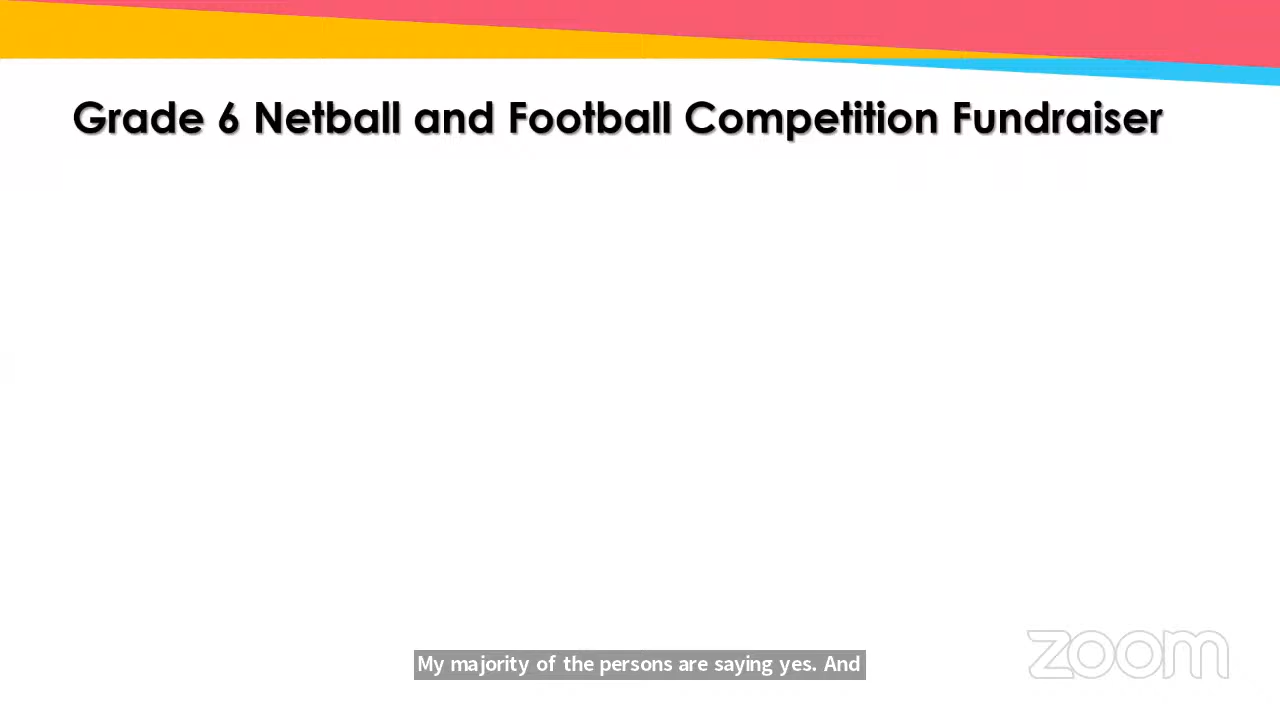 Grade 6 Netball and Football Competition Fundraiser
My majority of the persons are saying yes. And
zoom